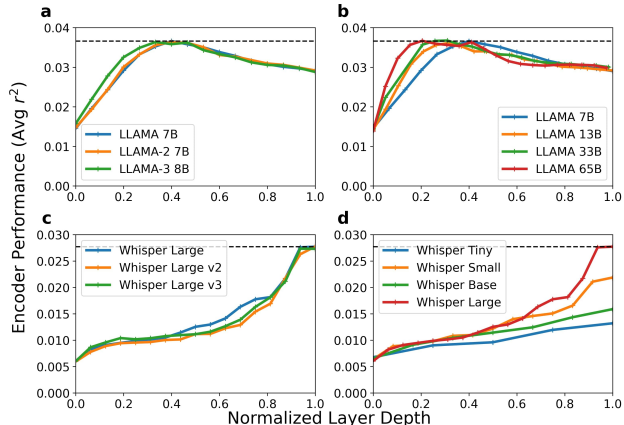 a
b
Encoder Performance (Avg r²)
0.04
0.03
0.02
0.01
0.00
0.0 0.2 0.4 0.6 0.8 1.0
LLAMA 7B
LLAMA-2 7B
LLAMA-3 8B
0.04
0.03
0.02
0.01
0.00
0.0 0.2 0.4 0.6 0.8 1.0
LLAMA 7B
LLAMA 13B
LLAMA 33B
LLAMA 65B
c
d
0.030
0.025
0.020
0.015
0.010
0.005
0.000
0.0 0.2 0.4 0.6 0.8 1.0
Whisper Large
Whisper Large v2
Whisper Large v3
0.030
0.025
0.020
0.015
0.010
0.005
0.000
0.0 0.2 0.4 0.6 0.8 1.0
Whisper Tiny
Whisper Small
Whisper Base
Whisper Large
Normalized Layer Depth